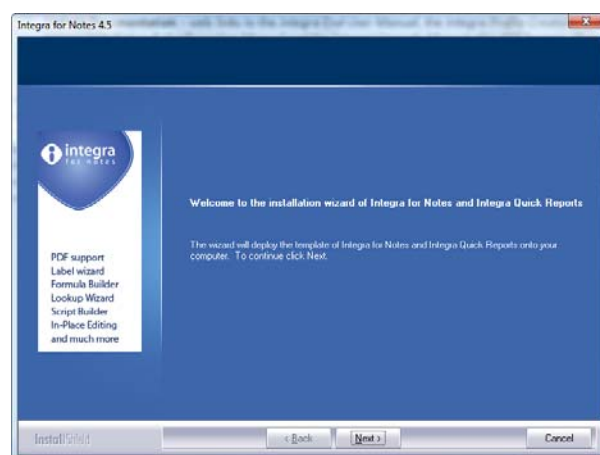 Integra for Notes 4.5
integra
for notes
Welcome to the installation wizard of Integra for Notes and Integra Quick Reports
The wizard will deploy the template of Integra for Notes and Integra Quick Reports onto your
computer. To continue click Next.
PDF support
Label wizard
Formula Builder
Lookup Wizard
Script Builder
In-Place Editing
and much more
InstallShield
< Back
Next >
Cancel